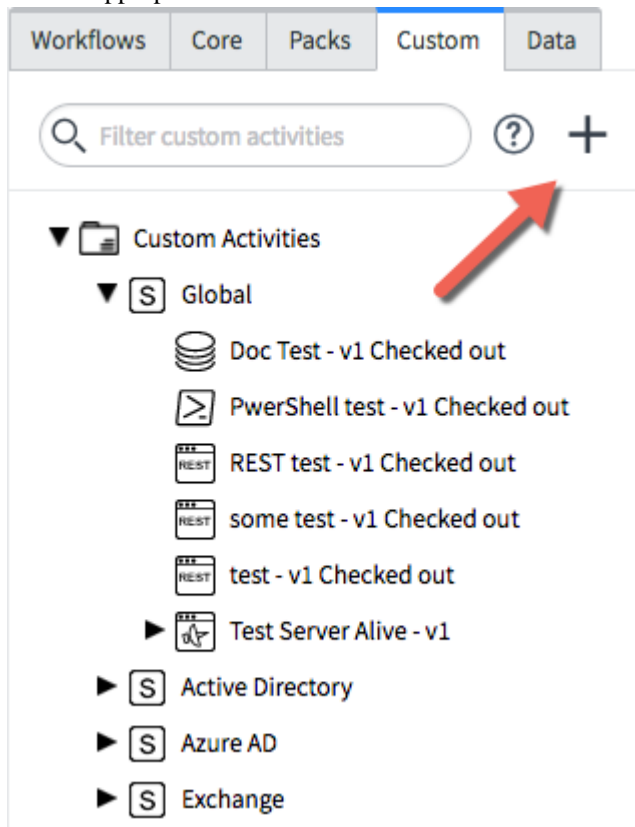 Workflows Core Packs Custom Data
Filter custom activities ? +
Custom Activities
S Global
Doc Test - v1 Checked out
PwerShell test - v1 Checked out
REST REST test - v1 Checked out
REST some test - v1 Checked out
REST test - v1 Checked out
Test Server Alive - v1
S Active Directory
S Azure AD
S Exchange